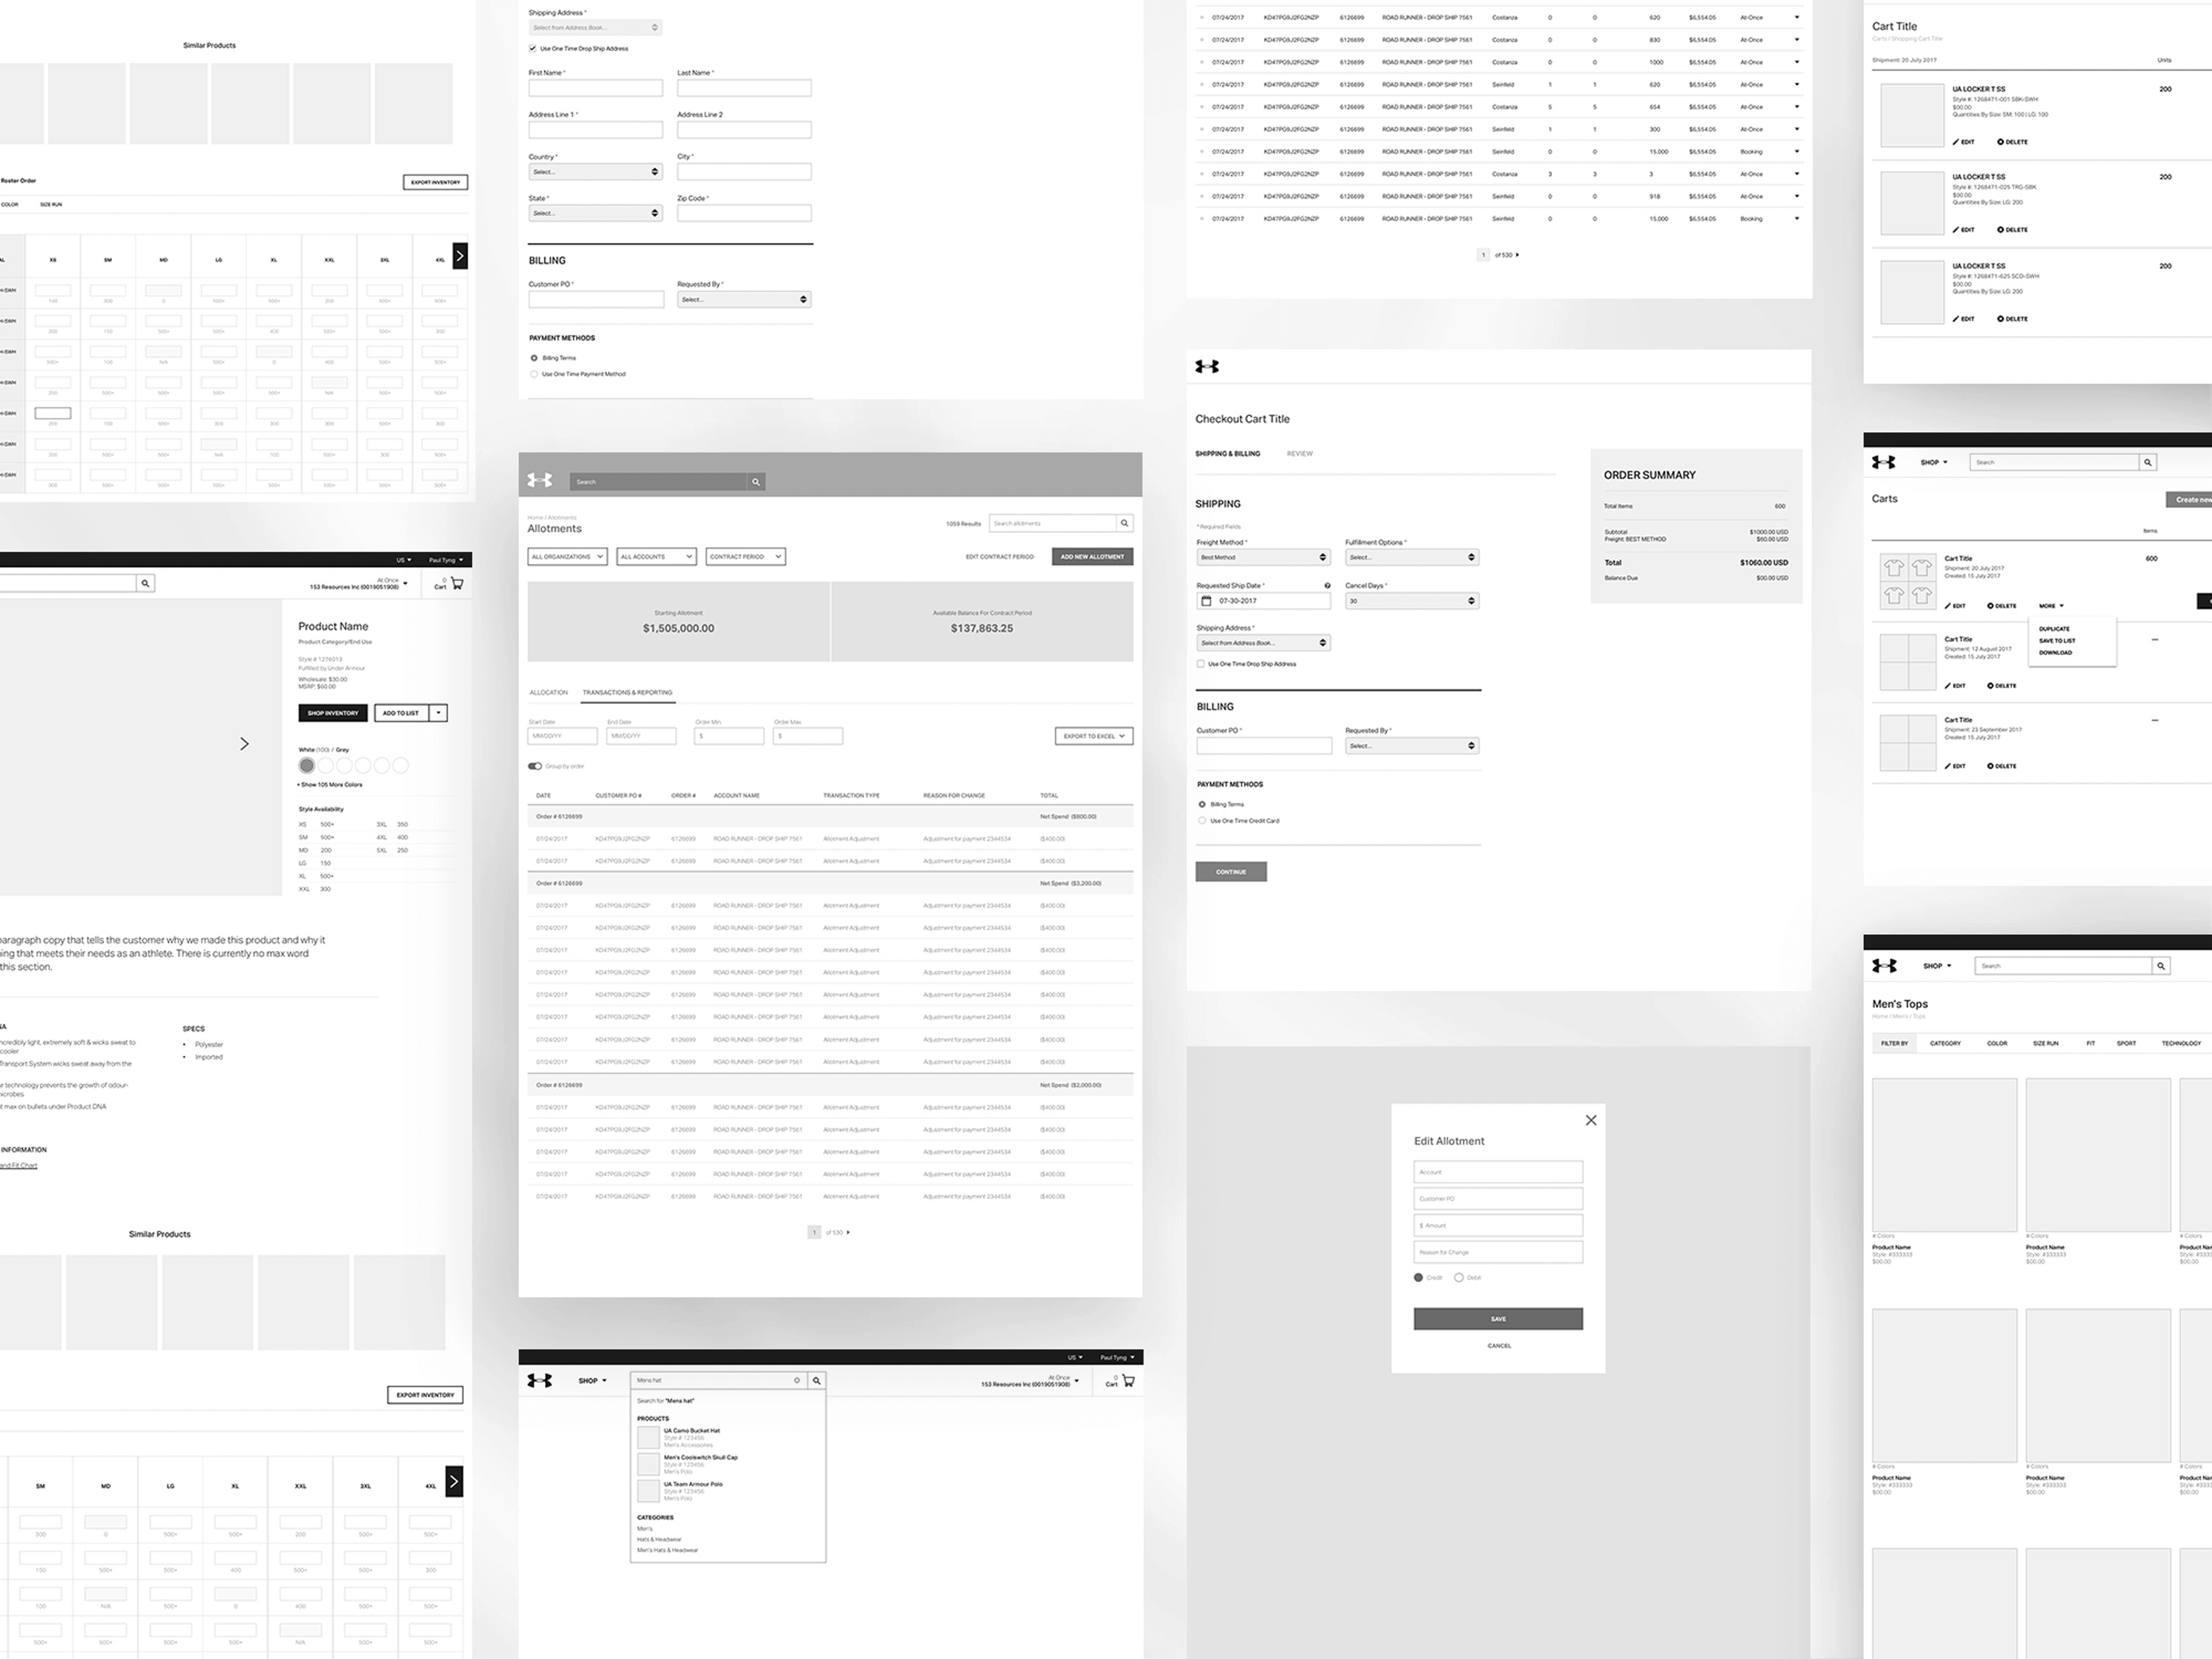 Similar Products
Roster Order
EXPORT INVENTORY
COLOR SIZE RUN
XS SM MD LG XL XXL 3XL 4XL
US Paul Tyng
At Once
153 Resources Inc (0019051908)
0
Cart
Product Name
Product Category/End Use
Style # 1276013
Fulfilled by Under Armour
Wholesale: $30.00
MSRP: $60.00
SHOP INVENTORY ADD TO LIST
White (100) / Grey
+ Show 105 More Colors
Style Availability
XS 500+ 3XL 350
SM 500+ 4XL 400
MD 200 5XL 250
LG 150
XL 500+
XXL 300
paragraph copy that tells the customer why we made this product and why it
ing that meets their needs as an athlete. There is currently no max word
this section.
SPECS
• Polyester
• Imported
ncredibly light, extremely soft & wicks sweat to
cooler
Transport System wicks sweat away from the
r technology prevents the growth of odour-
microbes
t max on bullets under Product DNA
INFORMATION
and Fit Chart
Similar Products
EXPORT INVENTORY
SM MD LG XL XXL 3XL 4XL
300 0 500+ 500+ 200 500+ 500+
150 500+ 500+ 400 500+ 500+ 300
100 N/A 500+ 0 400 500+ 500+
500+ 500+ 500+ 500+ N/A 500+ 500+
Shipping Address *
Select from Address Book...
Use One Time Drop Ship Address
First Name * Last Name *
Address Line 1 * Address Line 2
Country * City *
Select...
State * Zip Code *
Select...
BILLING
Customer PO * Requested By *
Select...
PAYMENT METHODS
Billing Terms
Use One Time Payment Method
Search
Home / Allotments
Allotments
1059 Results Search allotments
ALL ORGANIZATIONS ALL ACCOUNTS CONTRACT PERIOD EDIT CONTRACT PERIOD ADD NEW ALLOTMENT
Starting Allotment Available Balance For Contract Period
$1,505,000.00 $137,863.25
ALLOCATION TRANSACTIONS & REPORTING
Start Date End Date Order Min. Order Max.
MM/DD/YY MM/DD/YY $ $ EXPORT TO EXCEL
Group by order
DATE CUSTOMER PO # ORDER # ACCOUNT NAME TRANSACTION TYPE REASON FOR CHANGE TOTAL
Order # 6126699 Net Spend ($800.00)
07/24/2017 KD47PG9J2FG2NZP 6126699 ROAD RUNNER - DROP SHIP 7561 Allotment Adjustment Adjustment for payment 2344534 ($400.00)
07/24/2017 KD47PG9J2FG2NZP 6126699 ROAD RUNNER - DROP SHIP 7561 Allotment Adjustment Adjustment for payment 2344534 ($400.00)
Order # 6126699 Net Spend ($3,200.00)
07/24/2017 KD47PG9J2FG2NZP 6126699 ROAD RUNNER - DROP SHIP 7561 Allotment Adjustment Adjustment for payment 2344534 ($400.00)
07/24/2017 KD47PG9J2FG2NZP 6126699 ROAD RUNNER - DROP SHIP 7561 Allotment Adjustment Adjustment for payment 2344534 ($400.00)
07/24/2017 KD47PG9J2FG2NZP 6126699 ROAD RUNNER - DROP SHIP 7561 Allotment Adjustment Adjustment for payment 2344534 ($400.00)
07/24/2017 KD47PG9J2FG2NZP 6126699 ROAD RUNNER - DROP SHIP 7561 Allotment Adjustment Adjustment for payment 2344534 ($400.00)
07/24/2017 KD47PG9J2FG2NZP 6126699 ROAD RUNNER - DROP SHIP 7561 Allotment Adjustment Adjustment for payment 2344534 ($400.00)
07/24/2017 KD47PG9J2FG2NZP 6126699 ROAD RUNNER - DROP SHIP 7561 Allotment Adjustment Adjustment for payment 2344534 ($400.00)
07/24/2017 KD47PG9J2FG2NZP 6126699 ROAD RUNNER - DROP SHIP 7561 Allotment Adjustment Adjustment for payment 2344534 ($400.00)
07/24/2017 KD47PG9J2FG2NZP 6126699 ROAD RUNNER - DROP SHIP 7561 Allotment Adjustment Adjustment for payment 2344534 ($400.00)
Order # 6126699 Net Spend ($2,000.00)
07/24/2017 KD47PG9J2FG2NZP 6126699 ROAD RUNNER - DROP SHIP 7561 Allotment Adjustment Adjustment for payment 2344534 ($400.00)
07/24/2017 KD47PG9J2FG2NZP 6126699 ROAD RUNNER - DROP SHIP 7561 Allotment Adjustment Adjustment for payment 2344534 ($400.00)
07/24/2017 KD47PG9J2FG2NZP 6126699 ROAD RUNNER - DROP SHIP 7561 Allotment Adjustment Adjustment for payment 2344534 ($400.00)
07/24/2017 KD47PG9J2FG2NZP 6126699 ROAD RUNNER - DROP SHIP 7561 Allotment Adjustment Adjustment for payment 2344534 ($400.00)
07/24/2017 KD47PG9J2FG2NZP 6126699 ROAD RUNNER - DROP SHIP 7561 Allotment Adjustment Adjustment for payment 2344534 ($400.00)
1 of 530
US Paul Tyng
SHOP Mens hat
At Once
153 Resources Inc (0019051908)
0
Cart
Search for "Mens hat"
PRODUCTS
UA Camo Bucket Hat
Style # 123456
Men's Accessories
Men's Coolswitch Skull Cap
Style # 123456
Men's Polo
UA Team Armour Polo
Style # 123456
Men's Polo
CATEGORIES
Men's
Hats & Headwear
Men's Hats & Headwear
07/24/2017 KD47PG9J2FG2NZP 6126699 ROAD RUNNER - DROP SHIP 7561 Costanza 0 0 620 $6,554.05 At-Once
07/24/2017 KD47PG9J2FG2NZP 6126699 ROAD RUNNER - DROP SHIP 7561 Costanza 0 0 830 $6,554.05 At-Once
07/24/2017 KD47PG9J2FG2NZP 6126699 ROAD RUNNER - DROP SHIP 7561 Costanza 0 0 1000 $6,554.05 At-Once
07/24/2017 KD47PG9J2FG2NZP 6126699 ROAD RUNNER - DROP SHIP 7561 Seinfeld 1 1 620 $6,554.05 At-Once
07/24/2017 KD47PG9J2FG2NZP 6126699 ROAD RUNNER - DROP SHIP 7561 Costanza 5 5 654 $6,554.05 At-Once
07/24/2017 KD47PG9J2FG2NZP 6126699 ROAD RUNNER - DROP SHIP 7561 Seinfeld 1 1 300 $6,554.05 At-Once
07/24/2017 KD47PG9J2FG2NZP 6126699 ROAD RUNNER - DROP SHIP 7561 Seinfeld 0 0 15,000 $6,554.05 Booking
07/24/2017 KD47PG9J2FG2NZP 6126699 ROAD RUNNER - DROP SHIP 7561 Costanza 3 3 3 $6,554.05 At-Once
07/24/2017 KD47PG9J2FG2NZP 6126699 ROAD RUNNER - DROP SHIP 7561 Seinfeld 0 0 918 $6,554.05 At-Once
07/24/2017 KD47PG9J2FG2NZP 6126699 ROAD RUNNER - DROP SHIP 7561 Seinfeld 0 0 15,000 $6,554.05 Booking
1 of 530
Checkout Cart Title
SHIPPING & BILLING REVIEW
SHIPPING
* Required Fields
Freight Method * Fulfillment Options *
Best Method Select...
Requested Ship Date * Cancel Days *
07-30-2017 30
Shipping Address *
Select from Address Book...
Use One Time Drop Ship Address
BILLING
Customer PO * Requested By *
Select...
PAYMENT METHODS
Billing Terms
Use One Time Credit Card
CONTINUE
ORDER SUMMARY
Total Items 600
Subtotal $1000.00 USD
Freight: BEST METHOD $60.00 USD
Total $1060.00 USD
Balance Due $00.00 USD
Edit Allotment
Account
Customer PO
$ Amount
Reason for Change
Credit Debit
SAVE
CANCEL
Cart Title
Carts / Shopping Cart Title
Shipment: 20 July 2017 Units
UA LOCKER T SS 200
Style #: 1268471-001 SBK-SWH
$00.00
Quantities By Size: SM: 100 | LG: 100
EDIT DELETE
UA LOCKER T SS 200
Style #: 1268471-025 TRG-SBK
$00.00
Quantities By Size: LG: 200
EDIT DELETE
UA LOCKER T SS 200
Style #: 1268471-625 SCD-SWH
$00.00
Quantities By Size: LG: 200
EDIT DELETE
SHOP Search
Carts Create new
Items
Cart Title 600
Shipment: 20 July 2017
Created: 15 July 2017
EDIT DELETE MORE
DUPLICATE
SAVE TO LIST
DOWNLOAD
Cart Title —
Shipment: 12 August 2017
Created: 15 July 2017
EDIT DELETE
Cart Title —
Shipment: 23 September 2017
Created: 15 July 2017
EDIT DELETE
SHOP Search
Men's Tops
Home / Men's / Tops
FILTER BY CATEGORY COLOR SIZE RUN FIT SPORT TECHNOLOGY
# Colors # Colors # Colors
Product Name Product Name Product Nam
Style: #333333 Style: #333333
$00.00 $00.00 $00.00
# Colors # Colors # Colors
Product Name Product Name Product Nam
Style: #333333 Style: #333333
$00.00 $00.00 $00.00